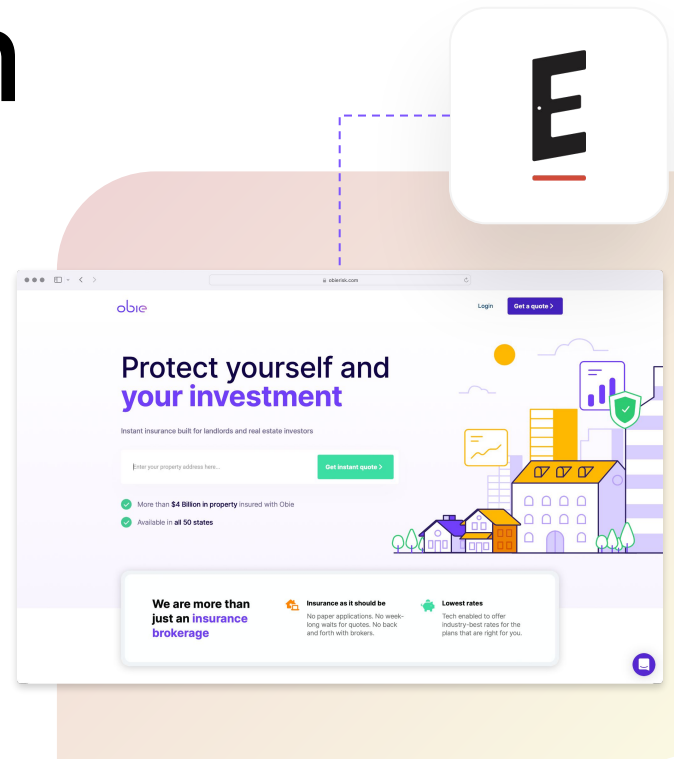 E
obierisk.com
obie
Login
Get a quote >
Protect yourself and
your investment
Instant insurance built for landlords and real estate investors
Enter your property address here...
Get instant quote >
More than $4 Billion in property insured with Obie
Available in all 50 states
We are more than
just an insurance
brokerage
Insurance as it should be
No paper applications. No week-
long waits for quotes. No back
and forth with brokers.
Lowest rates
Tech enabled to offer
industry-best rates for the
plans that are right for you.